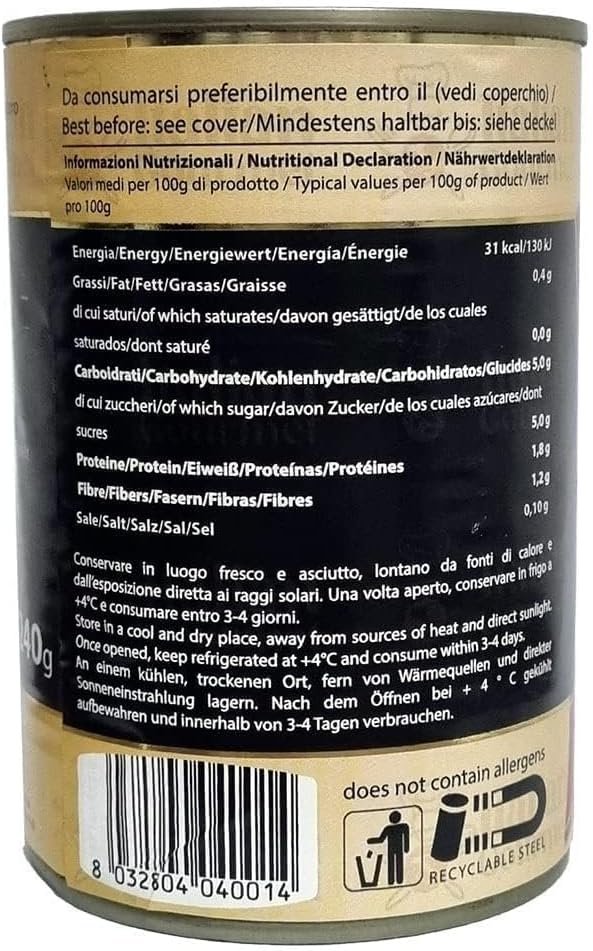 Da consumarsi preferibilmente entro il (vedi coperchio) /
Best before: see cover/Mindestens haltbar bis: siehe deckel
Informazioni Nutrizionali / Nutritional Declaration / Nährwertdeklaration
Valori medi per 100g di prodotto / Typical values per 100g of product / Wert
pro 100g
Energia/Energy/Energiewert/Energía/Énergie 31 kcal/130 kJ
Grassi/Fat/Fett/Grasas/Graisse 0,4g
di cui saturi/of which saturates/davon gesättigt/de los cuales
saturados/dont saturé 0,0g
Carboidrati/Carbohydrate/Kohlenhydrate/Carbohidratos/Glucides 5,0g
di cui zuccheri/of which sugar/davon Zucker/de los cuales azúcares/dont
sucres 5,0g
Proteine/Protein/Eiweiß/Proteínas/Protéines 1,8g
Fibre/Fibers/Fasern/Fibras/Fibres 1,2g
Sale/Salt/Salz/Sal/Sel 0,10g
Conservare in luogo fresco e asciutto, lontano da fonti di calore e
dall'esposizione diretta ai raggi solari. Una volta aperto, conservare in frigo a
+4°C e consumare entro 3-4 giorni.
Store in a cool and dry place, away from sources of heat and direct sunlight.
Once opened, keep refrigerated at +4°C and consume within 3-4 days.
An einem kühlen, trockenen Ort, fern von Wärmequellen und direkter
Sonneneinstrahlung lagern. Nach dem Öffnen bei + 4 ° C gekühlt
aufbewahren und innerhalb von 3-4 Tagen verbrauchen.
40g
does not contain allergens
RECYCLABLE STEEL
8 032804 040014